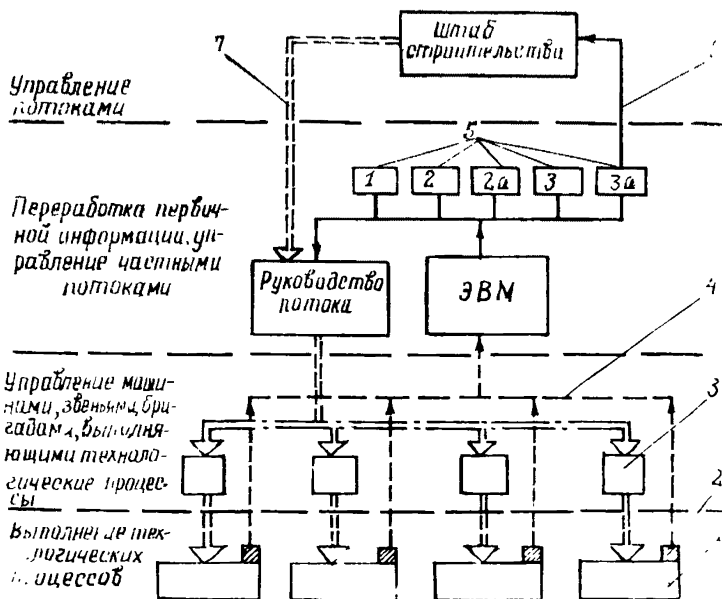 7
Штаб
строительства
Управление
потоками
5
1 2 2а 3 3а
Переработка первич-
ной информации, уп-
равление частными
потоками
Руководство
потока
ЭВМ
4
Управление маши-
нами, звеньями, бри-
гадами, выполня-
ющими техноло-
гические процес-
сы
3
2
Выполнение тех-
нологических
процессов